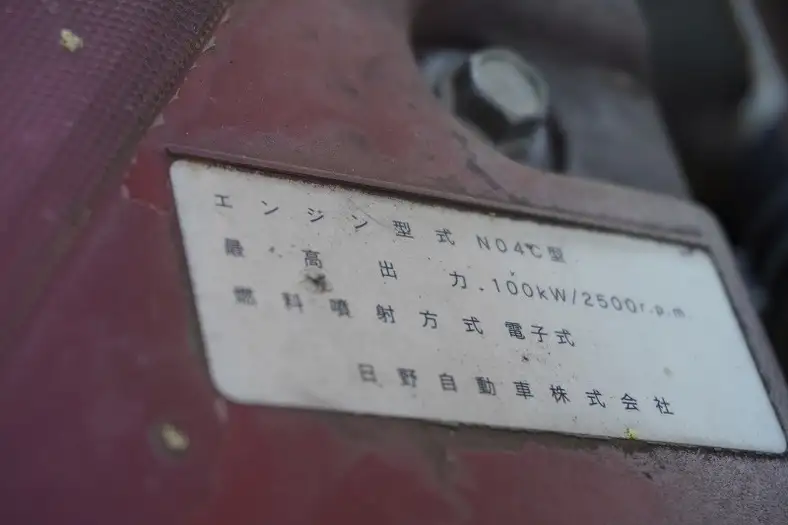 エンジン型式 N04C型
最高出力 100kW/2500r.p.m
燃料噴射方式 電子式
日野自動車株式会社